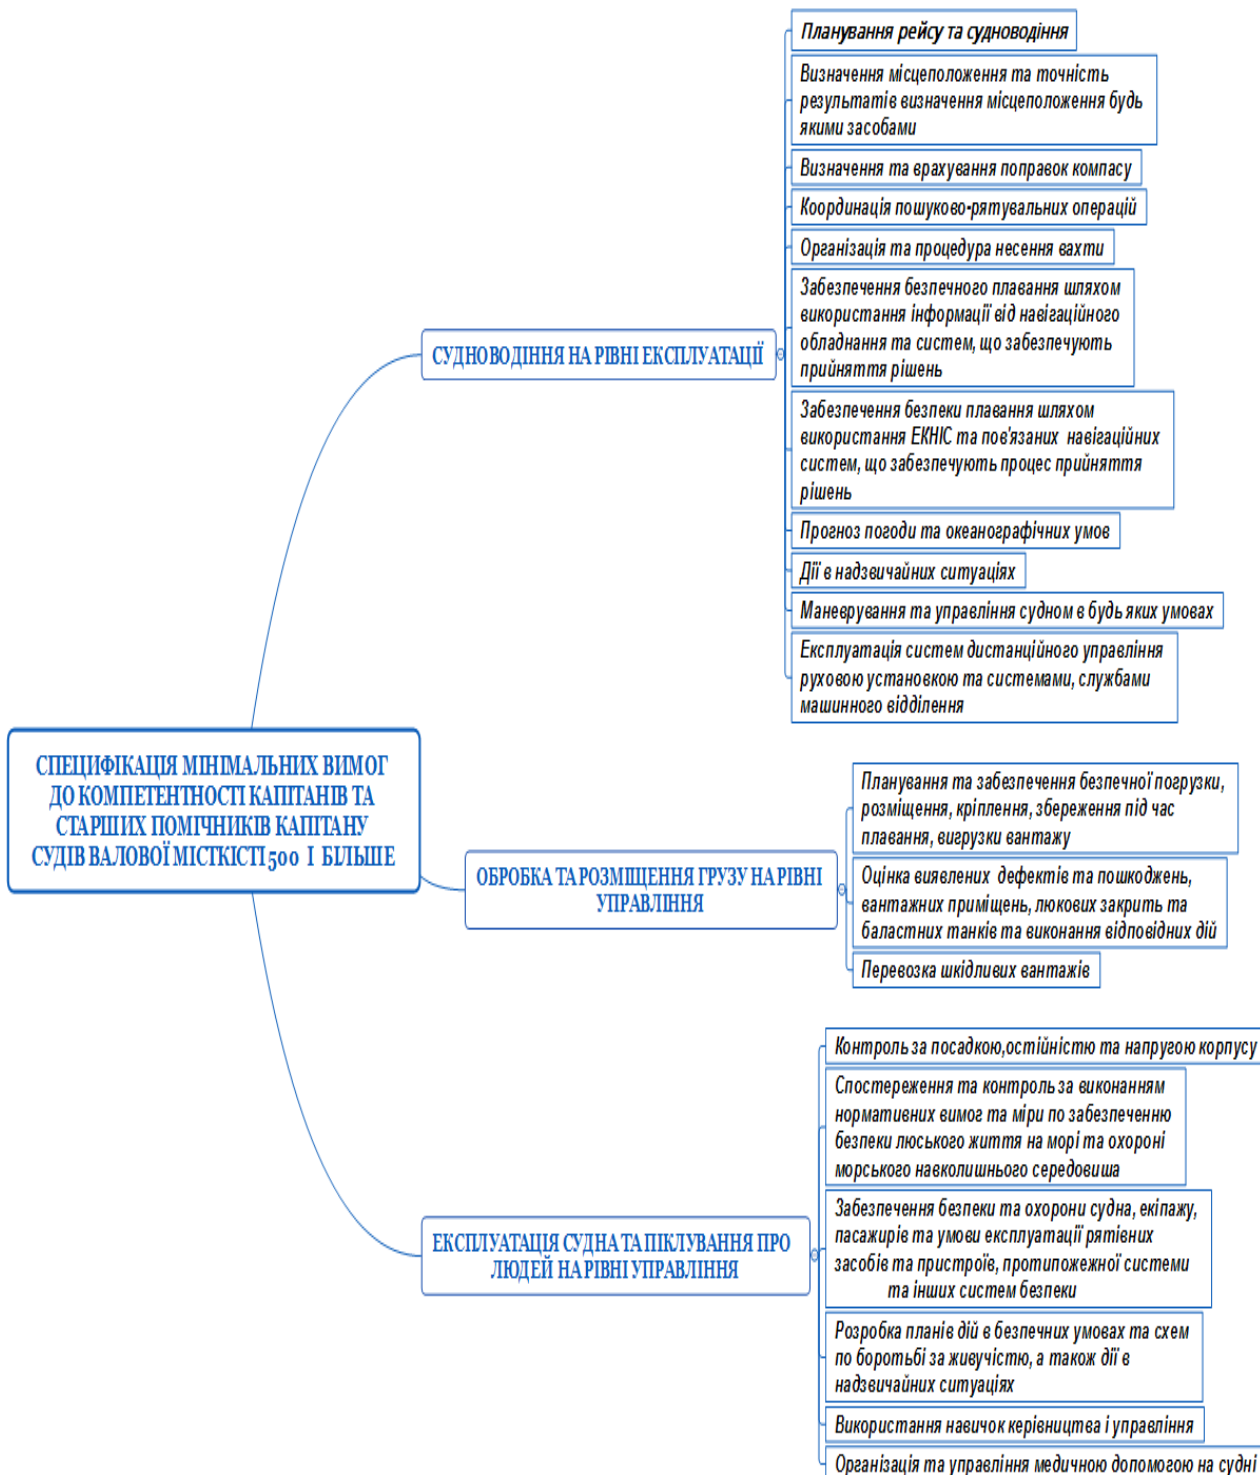 СПЕЦИФІКАЦІЯ МІНІМАЛЬНИХ ВИМОГ
ДО КОМПЕТЕНТНОСТІ КАПІТАНІВ ТА
СТАРШИХ ПОМІЧНИКІВ КАПІТАНУ
СУДІВ ВАЛОВОЇ МІСТКІСТІ 500 І БІЛЬШЕ
СУДНОВОДІННЯ НА РІВНІ ЕКСПЛУАТАЦІЇ
Планування рейсу та судноводіння
Визначення місцеположення та точність
результатів визначення місцеположення будь
якими засобами
Визначення та врахування поправок компасу
Координація пошуково-рятувальних операцій
Організація та процедура несення вахти
Забезпечення безпечного плавання шляхом
використання інформації від навігаційного
обладнання та систем, що забезпечують
прийняття рішень
Забезпечення безпеки плавання шляхом
використання ЕКНІС та пов'язаних навігаційних
систем, що забезпечують процес прийняття
рішень
Прогноз погоди та океанографічних умов
Дії в надзвичайних ситуаціях
Маневрування та управління судном в будь яких умовах
Експлуатація систем дистанційного управління
руховою установкою та системами, службами
машинного відділення
ОБРОБКА ТА РОЗМІЩЕННЯ ГРУЗУ НА РІВНІ
УПРАВЛІННЯ
Планування та забезпечення безпечної погрузки,
розміщення, кріплення, збереження під час
плавання, вигрузки вантажу
Оцінка виявлених дефектів та пошкоджень,
вантажних приміщень, люкових закрить та
баластних танків та виконання відповідних дій
Перевозка шкідливих вантажів
ЕКСПЛУАТАЦІЯ СУДНА ТА ПІКЛУВАННЯ ПРО
ЛЮДЕЙ НА РІВНІ УПРАВЛІННЯ
Контроль за посадкою,остійністю та напругою корпусу
Спостереження та контроль за виконанням
нормативних вимог та міри по забезпеченню
безпеки люського життя на морі та охороні
морського навколишнього середовиша
Забезпечення безпеки та охорони судна, екіпажу,
пасажирів та умови експлуатації рятівних
засобів та пристроїв, протипожежної системи
та інших систем безпеки
Розробка планів дій в безпечних умовах та схем
по боротьбі за живучістю, а також дії в
надзвичайних ситуаціях
Використання навичок керівництва і управління
Організація та управління медичною допомогою на судні